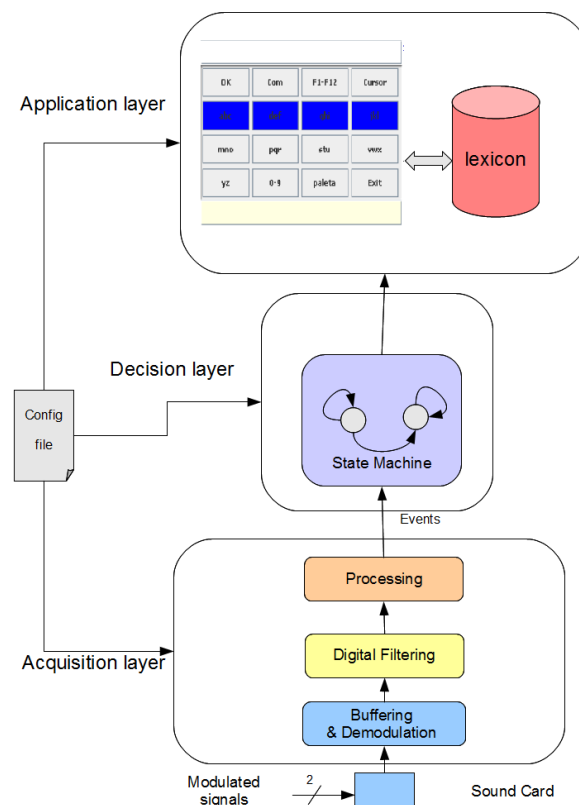 OK Com F1-F12 Cursor
mno pqr stu vwx
yz 0-9 paleta Exit
Application layer
lexicon
Decision layer
Config
file
State Machine
Events
Processing
Acquisition layer
Digital Filtering
Buffering
& Demodulation
Modulated
signals
2
Sound Card